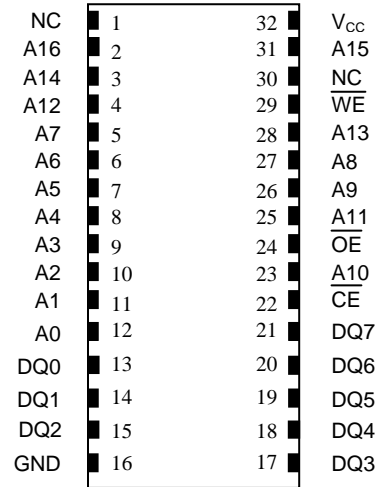 NC 1 32 VCC
A16 2 31 A15
A14 3 30 NC
A12 4 29 WE
A7 5 28 A13
A6 6 27 A8
A5 7 26 A9
A4 8 25 A11
A3 9 24 OE
A2 10 23 A10
A1 11 22 CE
A0 12 21 DQ7
DQ0 13 20 DQ6
DQ1 14 19 DQ5
DQ2 15 18 DQ4
GND 16 17 DQ3